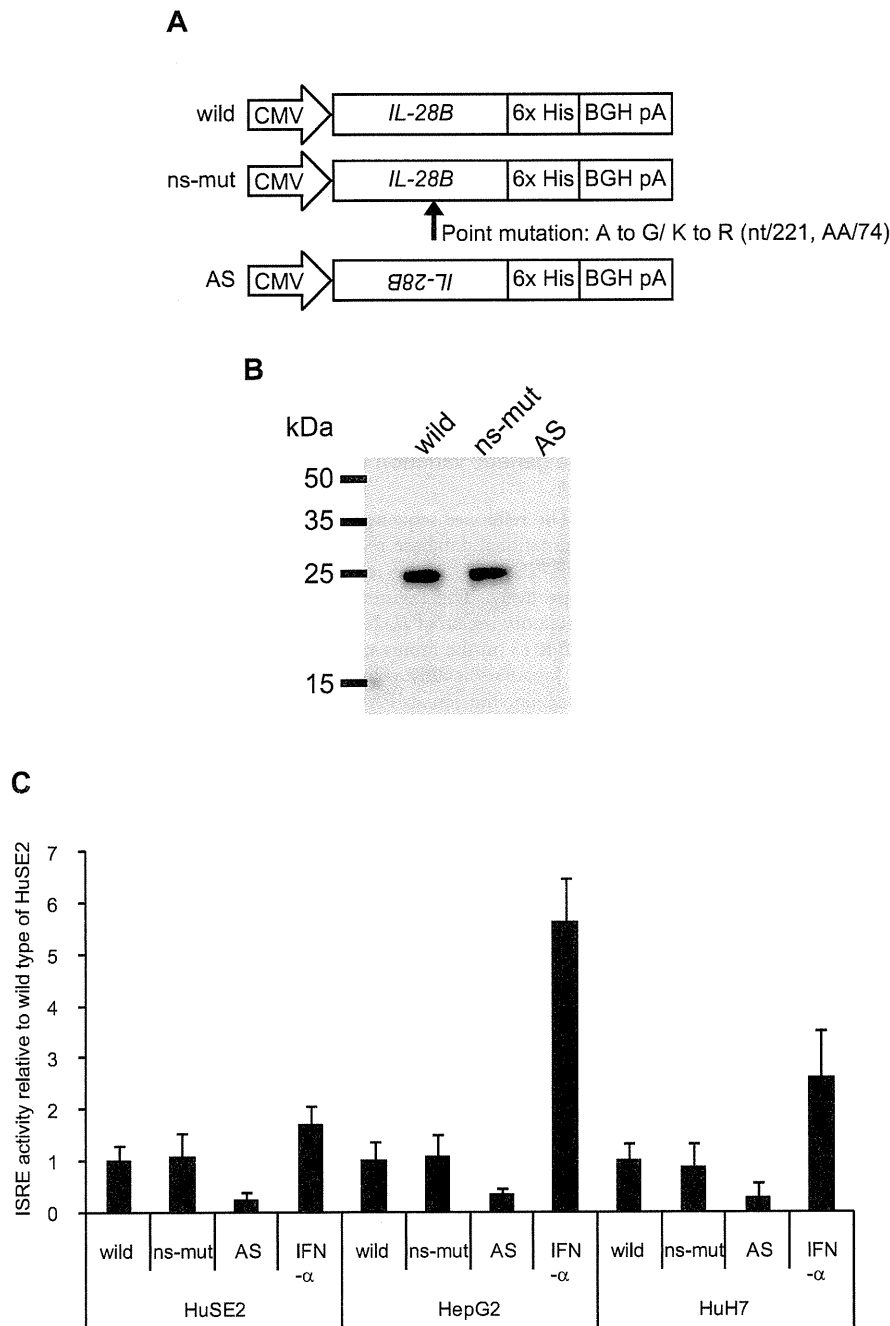 A
wild CMV IL-28B 6x His BGH pA
ns-mut CMV IL-28B 6x His BGH pA
Point mutation: A to G/ K to R (nt/221, AA/74)
AS CMV IL-28B 6x His BGH pA
B
kDa wild ns-mut AS
50
35
25
15
C
ISRE activity relative to wild type of HuSE2
7
6
5
4
3
2
1
0
wild ns-mut AS IFN -α wild ns-mut AS IFN -α wild ns-mut AS IFN -α
HuSE2 HepG2 HuH7